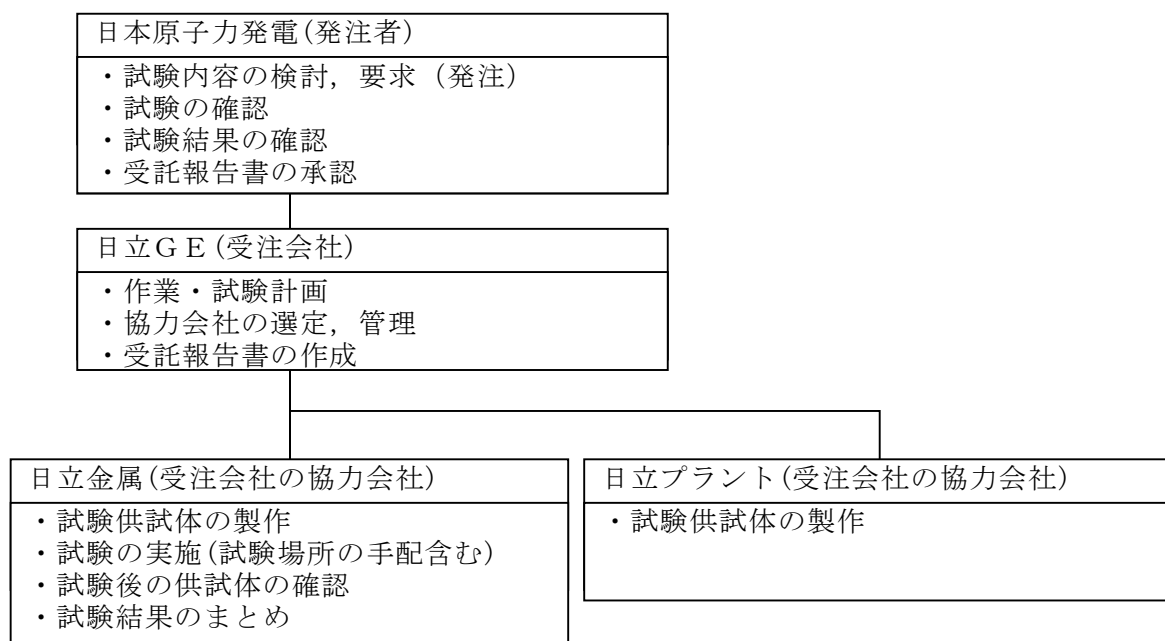 日本原子力発電(発注者)
・試験内容の検討，要求（発注）
・試験の確認
・試験結果の確認
・受託報告書の承認
日立ＧＥ(受注会社)
・作業・試験計画
・協力会社の選定，管理
・受託報告書の作成
日立金属(受注会社の協力会社)
・試験供試体の製作
・試験の実施(試験場所の手配含む)
・試験後の供試体の確認
・試験結果のまとめ
日立プラント(受注会社の協力会社)
・試験供試体の製作